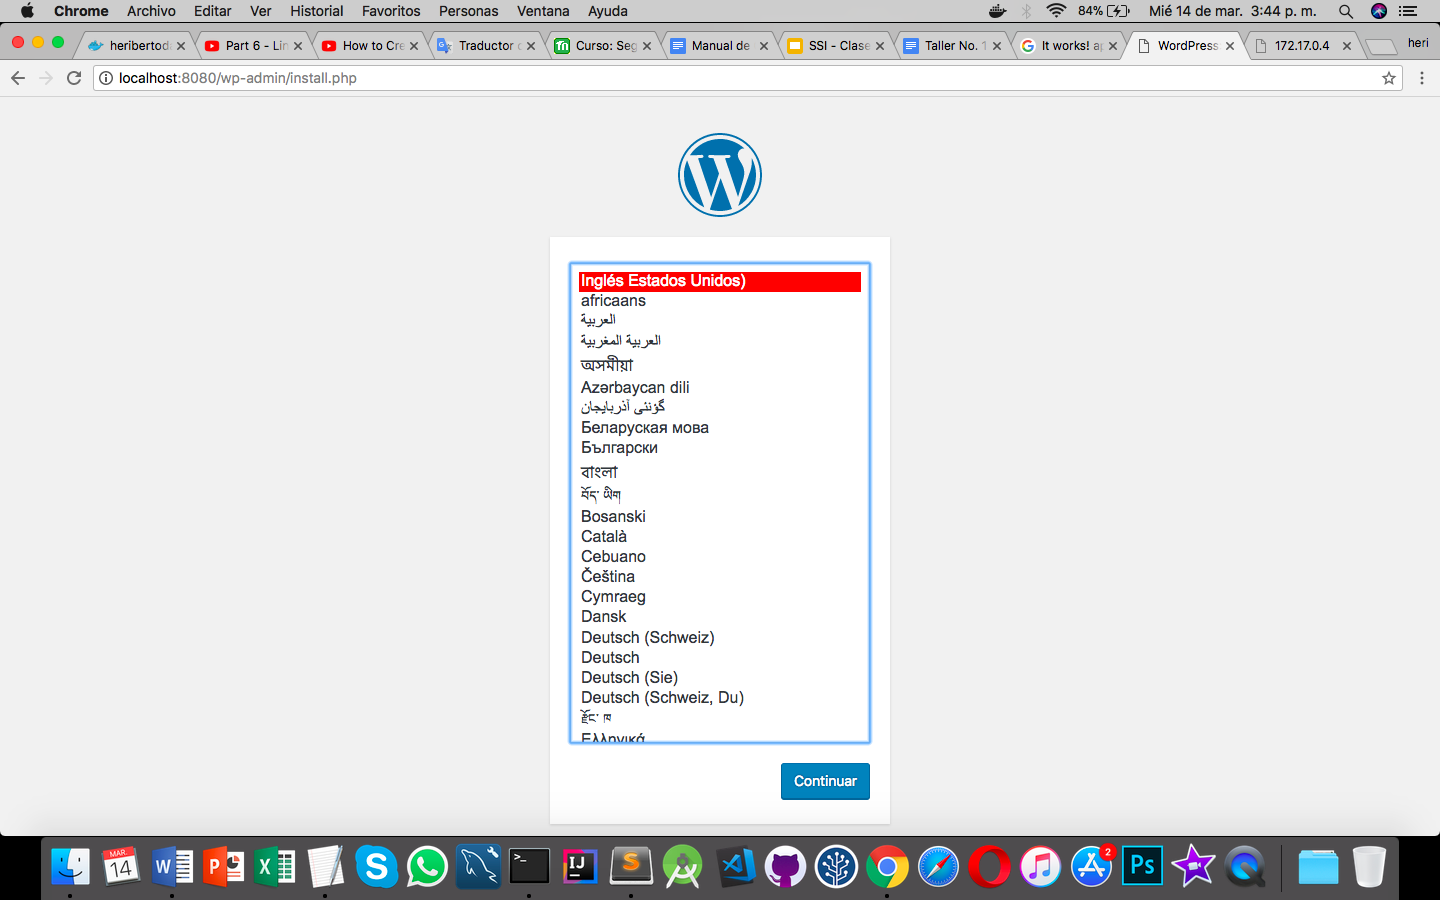 Chrome Archivo Editar Ver Historial Favoritos Personas Ventana Ayuda 84% Mié 14 de mar. 3:44 p. m.
heribertod Part 6 - Lin How to Cre Traductor Curso: Seg Manual de SSI - Clase Taller No. 1 It works! ap WordPress 172.17.0.4 heri
localhost:8080/wp-admin/install.php
Inglés Estados Unidos)
africaans
العربية
العربية المغربية
অসমীয়া
Azərbaycan dili
گؤنئی آذربایجان
Беларуская мова
Български
বাংলা
བོད་ཡིག
Bosanski
Català
Cebuano
Čeština
Cymraeg
Dansk
Deutsch (Schweiz)
Deutsch
Deutsch (Sie)
Deutsch (Schweiz, Du)
རྫོང་ཁ
Ελληνικά
Continuar
MAR. 14 2